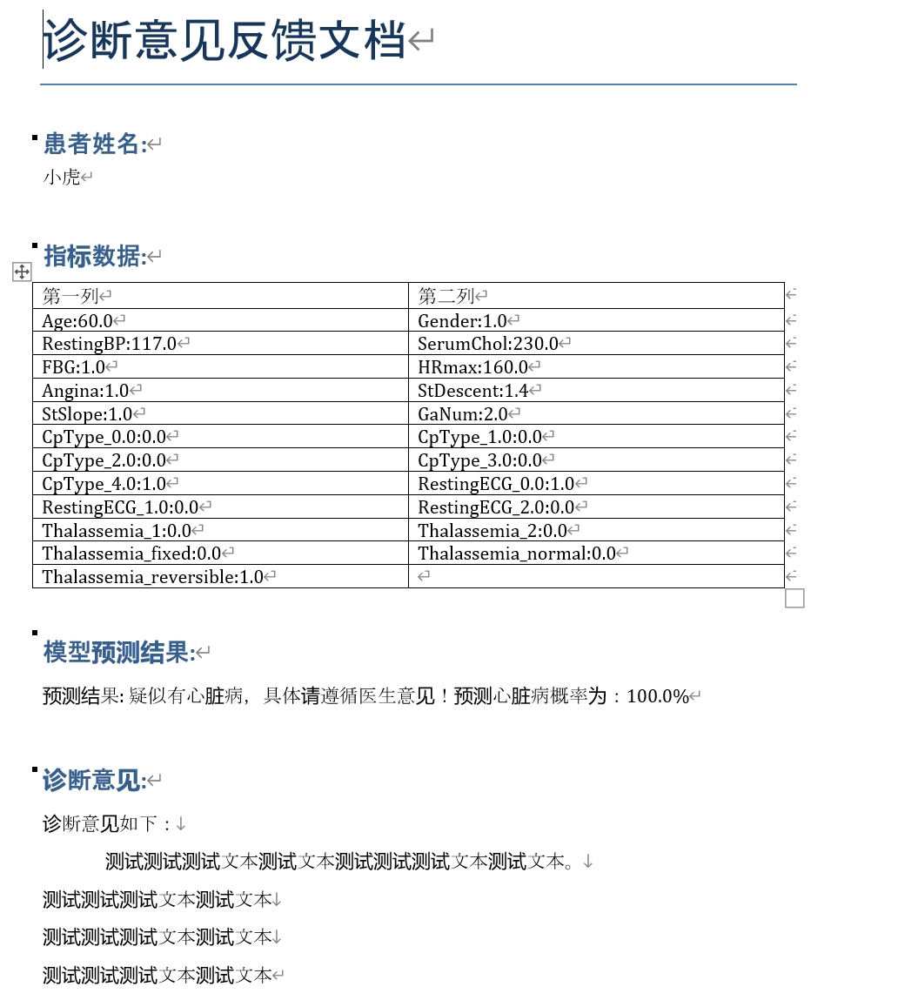 诊断意见反馈文档
患者姓名:
小虎
指标数据:
第一列 第二列
Age:60.0 Gender:1.0
RestingBP:117.0 SerumChol:230.0
FBG:1.0 HRmax:160.0
Angina:1.0 StDescent:1.4
StSlope:1.0 GaNum:2.0
CpType_0.0:0.0 CpType_1.0:0.0
CpType_2.0:0.0 CpType_3.0:0.0
CpType_4.0:1.0 RestingECG_0.0:1.0
RestingECG_1.0:0.0 RestingECG_2.0:0.0
Thalassemia_1:0.0 Thalassemia_2:0.0
Thalassemia_fixed:0.0 Thalassemia_normal:0.0
Thalassemia_reversible:1.0
模型预测结果:
预测结果: 疑似有心脏病，具体请遵循医生意见！预测心脏病概率为：100.0%
诊断意见:
诊断意见如下：
测试测试测试文本测试文本测试测试测试文本测试文本。
测试测试测试文本测试文本
测试测试测试文本测试文本
测试测试测试文本测试文本